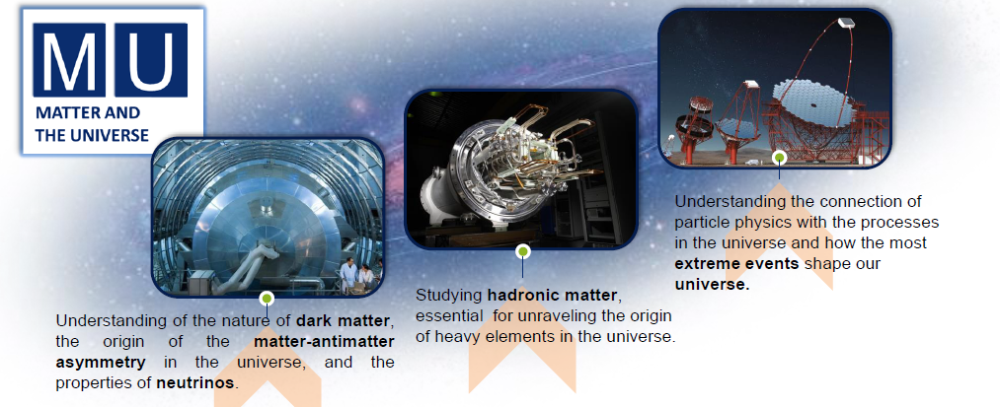 M U
MATTER AND
THE UNIVERSE
Understanding of the nature of dark matter,
the origin of the matter-antimatter
asymmetry in the universe, and the
properties of neutrinos.
Studying hadronic matter,
essential for unraveling the origin
of heavy elements in the universe.
Understanding the connection of
particle physics with the processes
in the universe and how the most
extreme events shape our
universe.